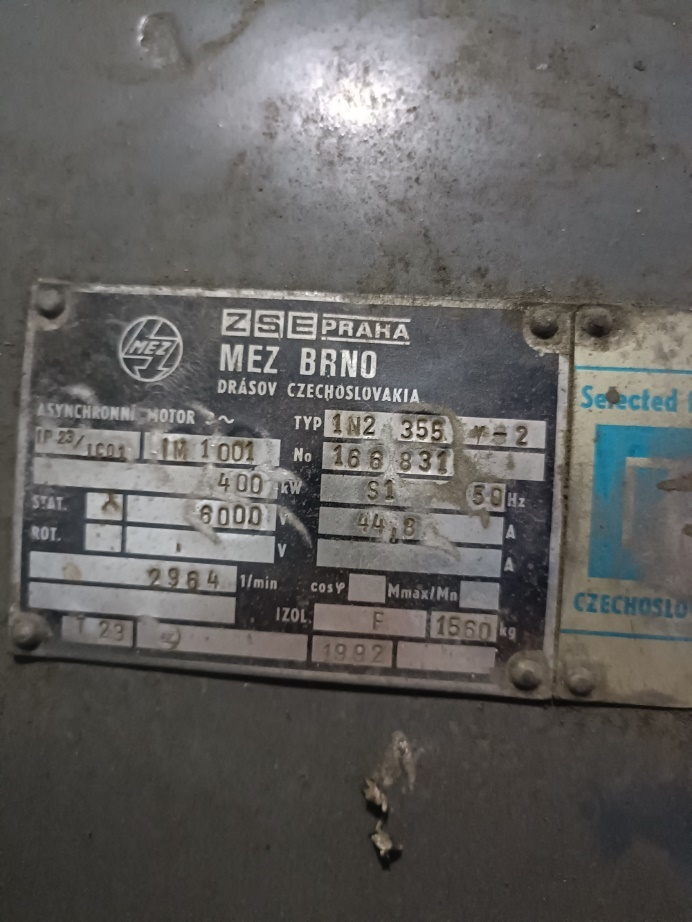 ZSE PRAHA
MEZ
MEZ BRNO
DRÁSOV CZECHOSLOVAKIA
ASYNCHRONNÍ MOTOR 3~
TYP 1N2 355 -2
IP 23/IC01 IM 1001
No 166 831
400 kW S1 50 Hz
STAT. 6000 V 44,8 A
ROT. V A
2964 1/min cosφ Mmax/Mn
IZOL. F 1560 kg
T 23 1992
Selected
CZECHOSLO